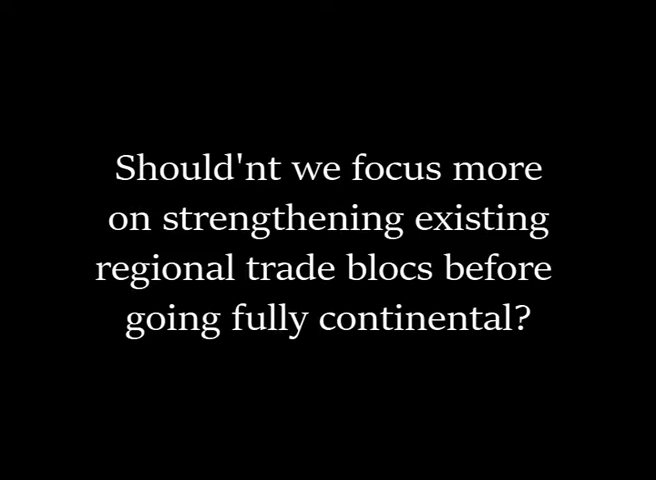 Should'nt we focus more
on strengthening existing
regional trade blocs before
going fully continental?